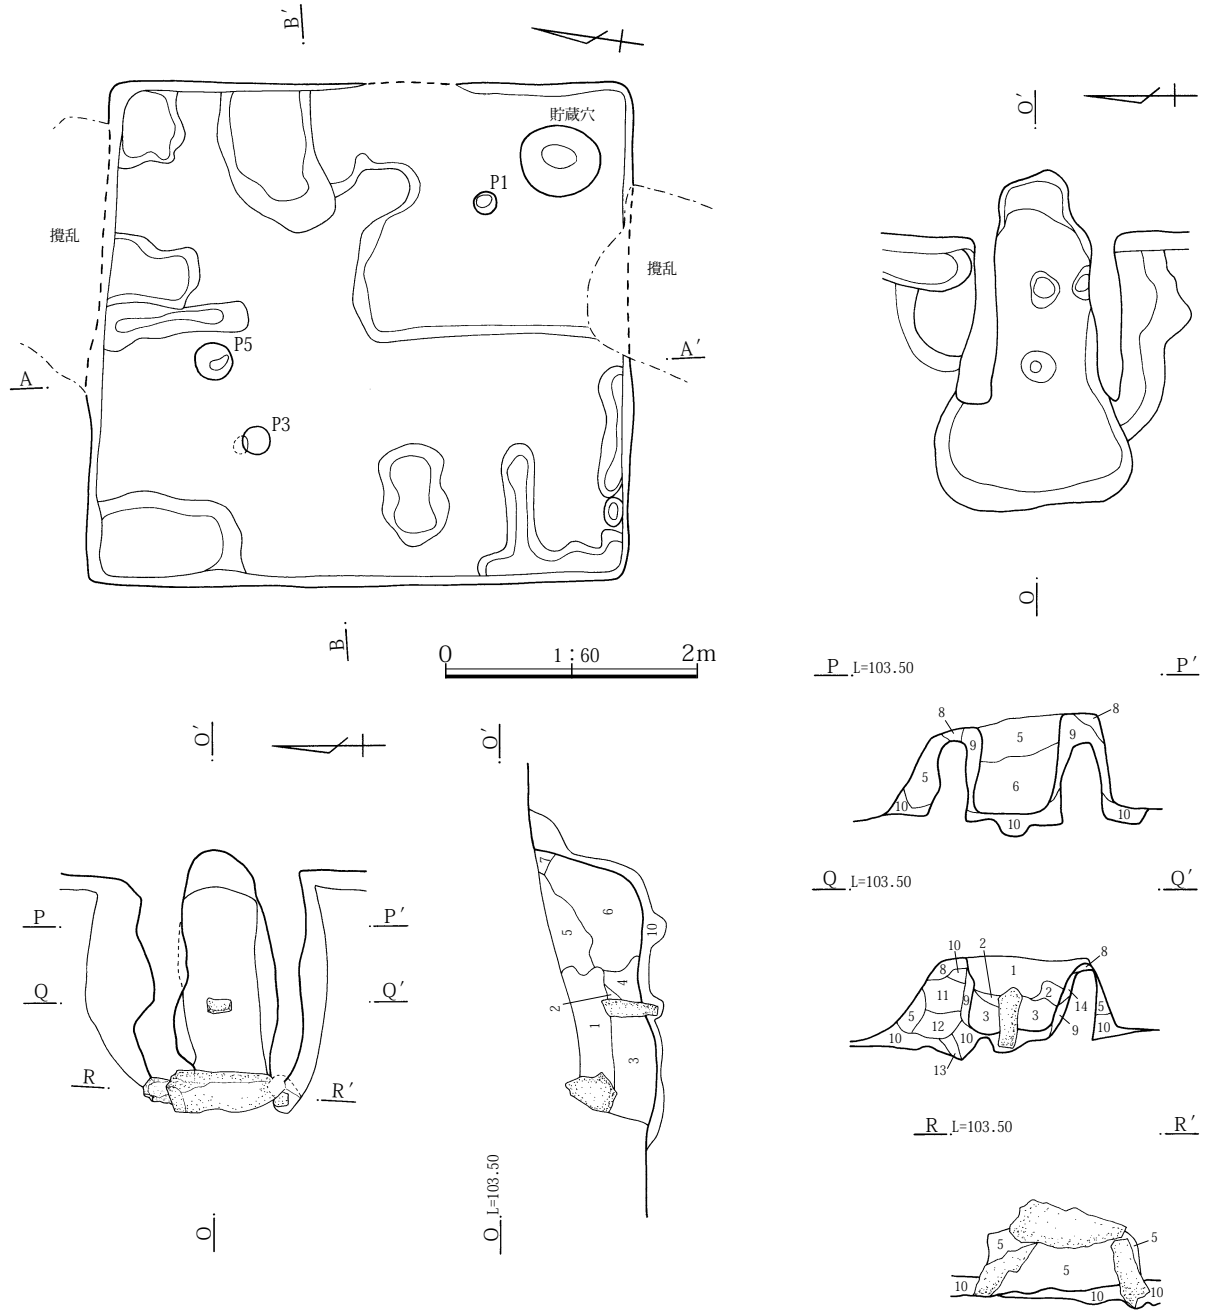 B′
貯蔵穴
P1
攪乱
攪乱
P5
A
A′
P3
B
0 1:60 2m
O′
O
O′
P P′
Q Q′
R R′
O
O′
7
6
5
10
4
2
1
3
O L=103.50
P L=103.50 P′
8 8
9 5 9
5 6
10 10 10
Q L=103.50 Q′
10 2 8
8 1
11 9 2 14 5
5 3 3
12 9 10
10 10
13
R L=103.50 R′
5 5
5
10 10 10